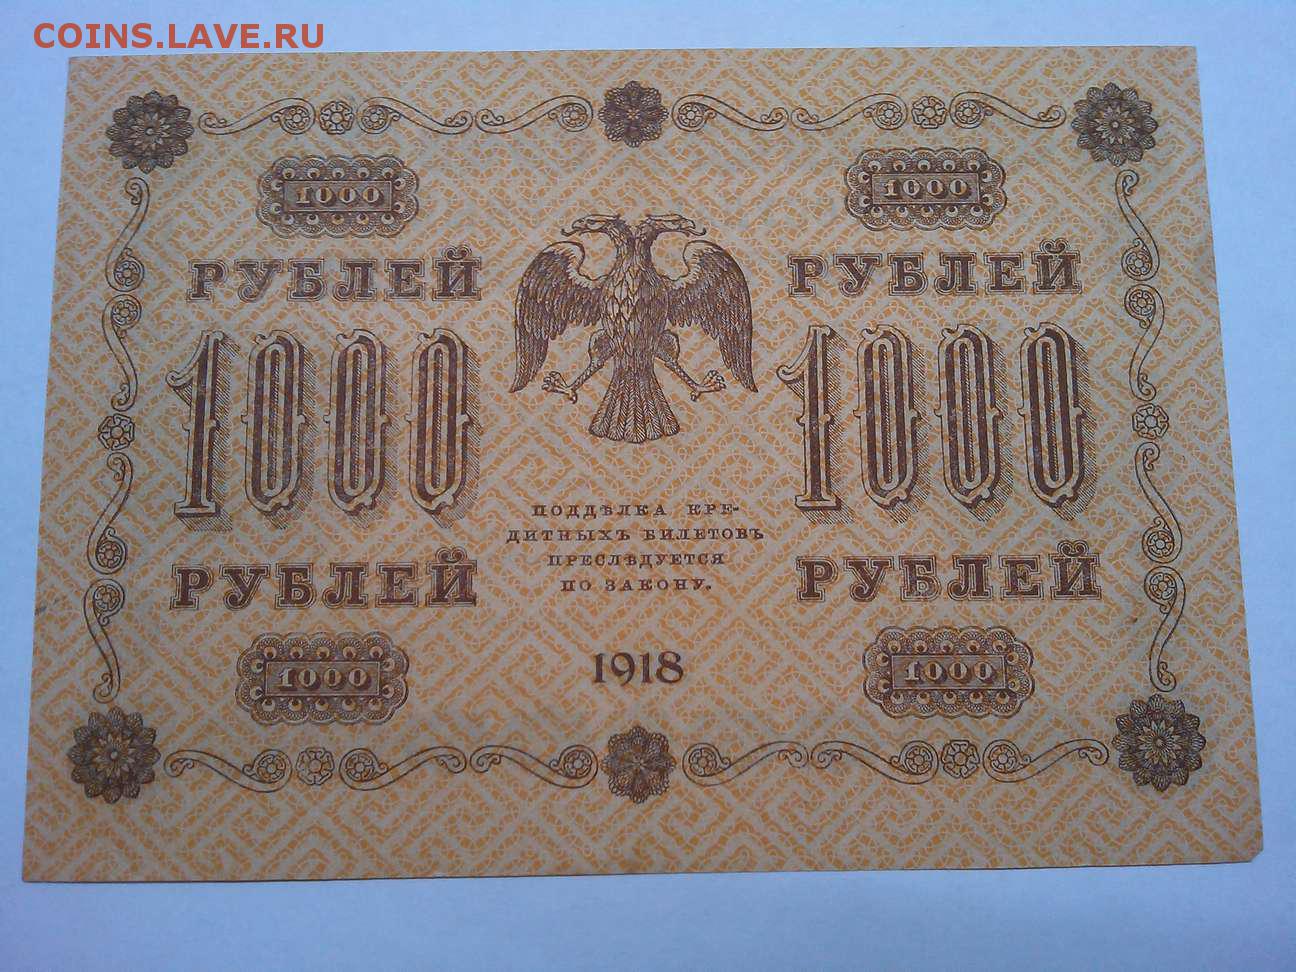 COINS.LAVE.RU
1000 1000
РУБЛЕЙ РУБЛЕЙ
1000 1000
ПОДДѢЛКА КРЕ-
ДИТНЫХЪ БИЛЕТОВЪ
ПРЕСЛѢДУЕТСЯ
ПО ЗАКОНУ.
РУБЛЕЙ РУБЛЕЙ
1000 1918 1000